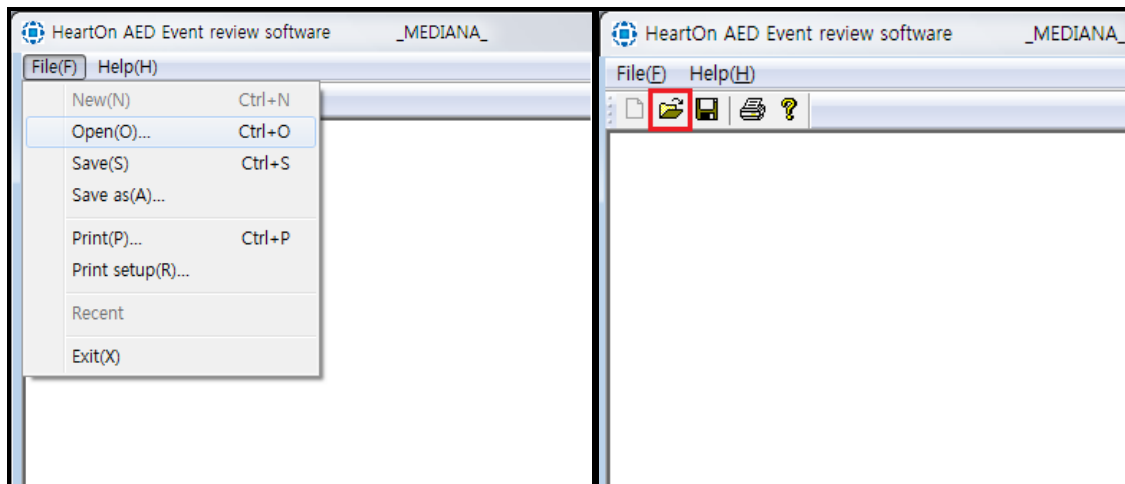 HeartOn AED Event review software _MEDIANA_
File(F) Help(H)
New(N) Ctrl+N
Open(O)... Ctrl+O
Save(S) Ctrl+S
Save as(A)...
Print(P)... Ctrl+P
Print setup(R)...
Recent
Exit(X)
HeartOn AED Event review software _MEDIANA_
File(F) Help(H)